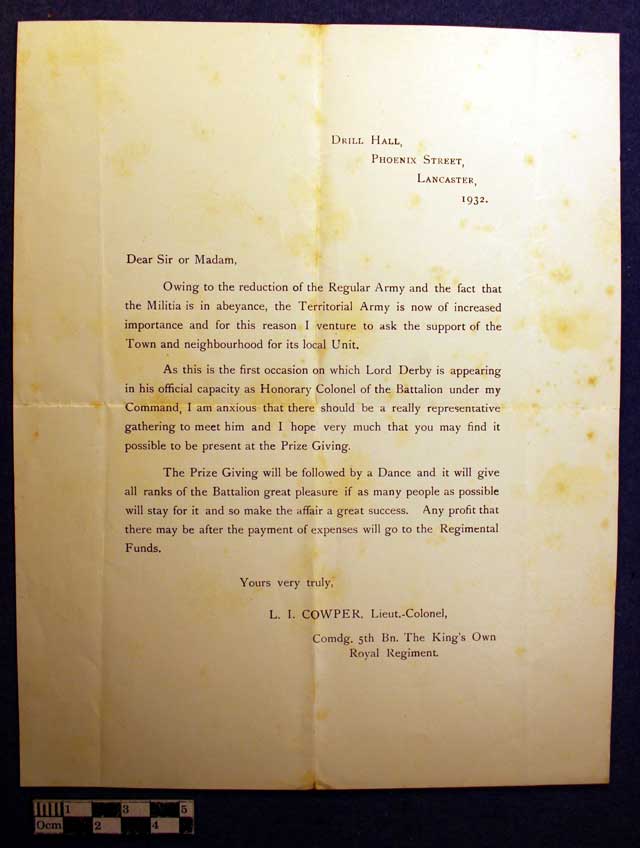 Drill Hall,
Phoenix Street,
Lancaster,
1932.
Dear Sir or Madam,
Owing to the reduction of the Regular Army and the fact that
the Militia is in abeyance, the Territorial Army is now of increased
importance and for this reason I venture to ask the support of the
Town and neighbourhood for its local Unit.
As this is the first occasion on which Lord Derby is appearing
in his official capacity as Honorary Colonel of the Battalion under my
Command, I am anxious that there should be a really representative
gathering to meet him and I hope very much that you may find it
possible to be present at the Prize Giving.
The Prize Giving will be followed by a Dance and it will give
all ranks of the Battalion great pleasure if as many people as possible
will stay for it and so make the affair a great success. Any profit that
there may be after the payment of expenses will go to the Regimental
Funds.
Yours very truly,
L. I. COWPER, Lieut.-Colonel,
Comdg. 5th Bn. The King's Own
Royal Regiment.
1 3 5
0cm 2 4